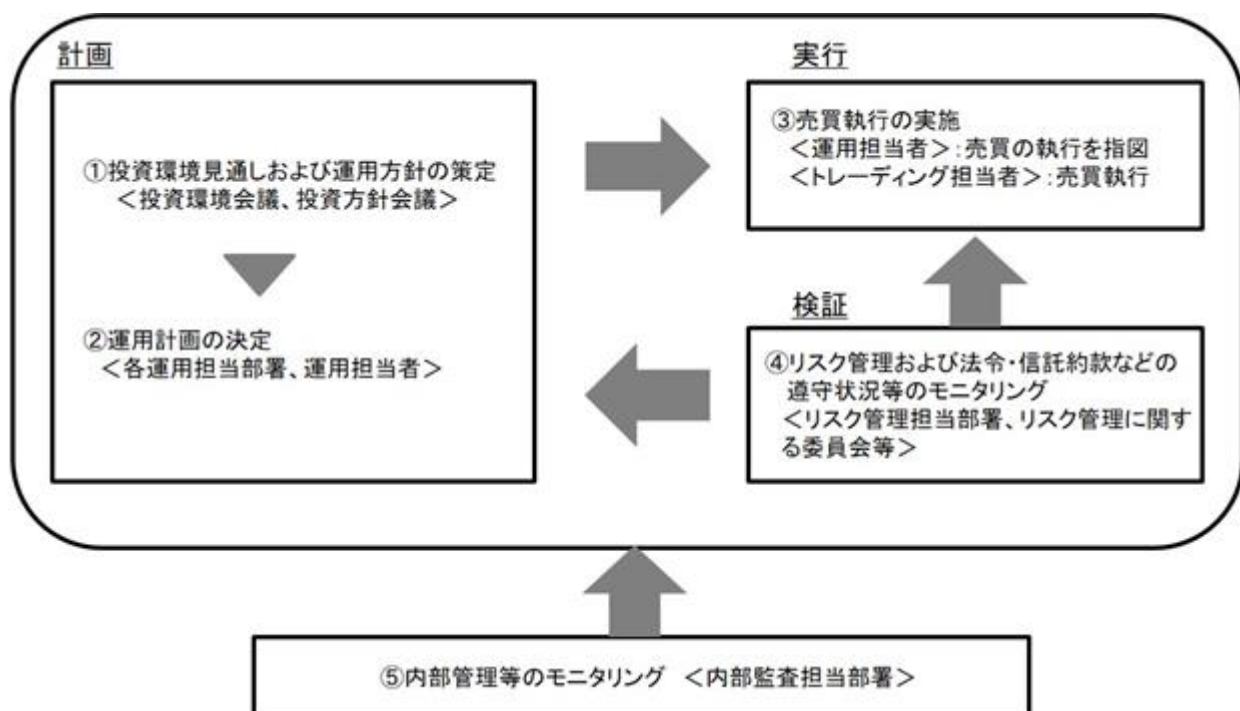 計画
①投資環境見通しおよび運用方針の策定
＜投資環境会議、投資方針会議＞
②運用計画の決定
＜各運用担当部署、運用担当者＞
実行
③売買執行の実施
＜運用担当者＞:売買の執行を指図
＜トレーディング担当者＞:売買執行
検証
④リスク管理および法令・信託約款などの
遵守状況等のモニタリング
＜リスク管理担当部署、リスク管理に関す
る委員会等＞
⑤内部管理等のモニタリング ＜内部監査担当部署＞